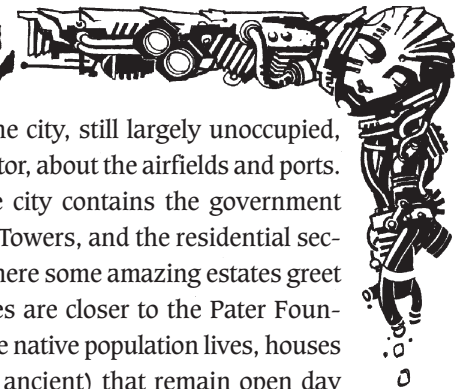 he city, still largely unoccupied,
tor, about the airfields and ports.
e city contains the government
Towers, and the residential sec-
here some amazing estates greet
es are closer to the Pater Foun-
e native population lives, houses
ancient) that remain open day